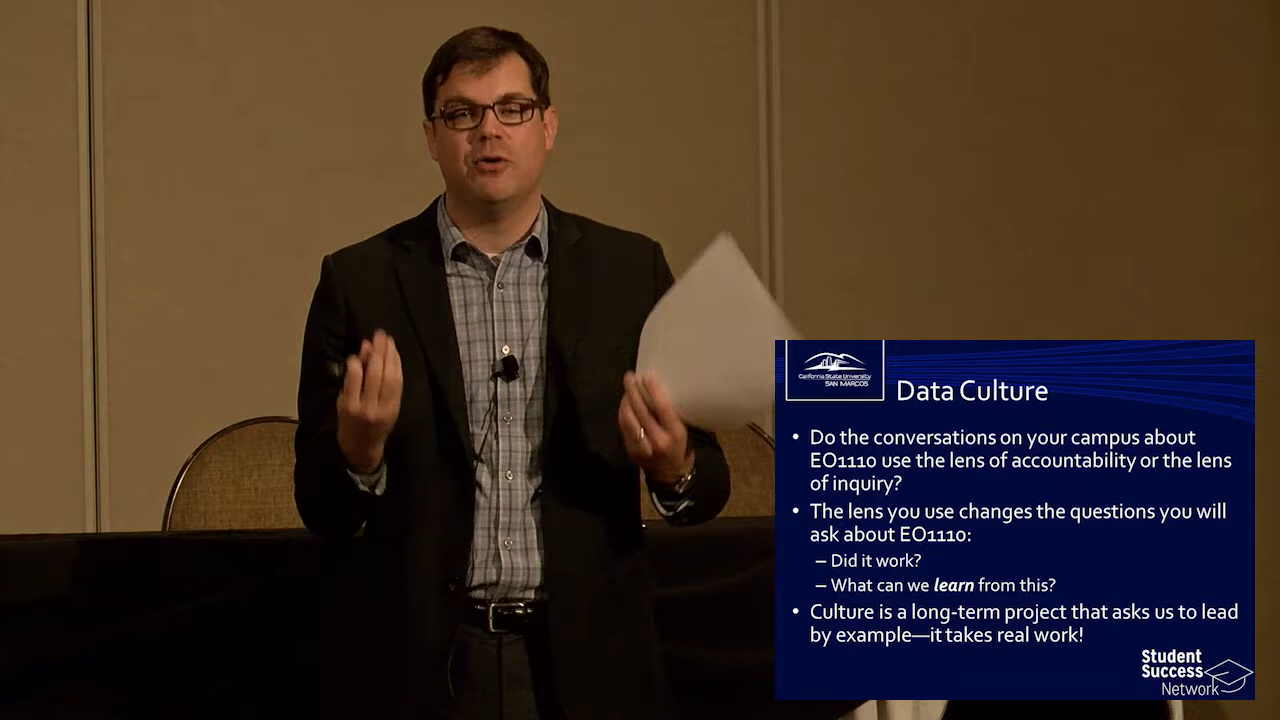 California State University
SAN MARCOS
Data Culture
• Do the conversations on your campus about
EO1110 use the lens of accountability or the lens
of inquiry?
• The lens you use changes the questions you will
ask about EO1110:
– Did it work?
– What can we learn from this?
• Culture is a long-term project that asks us to lead
by example—it takes real work!
Student
Success
Network